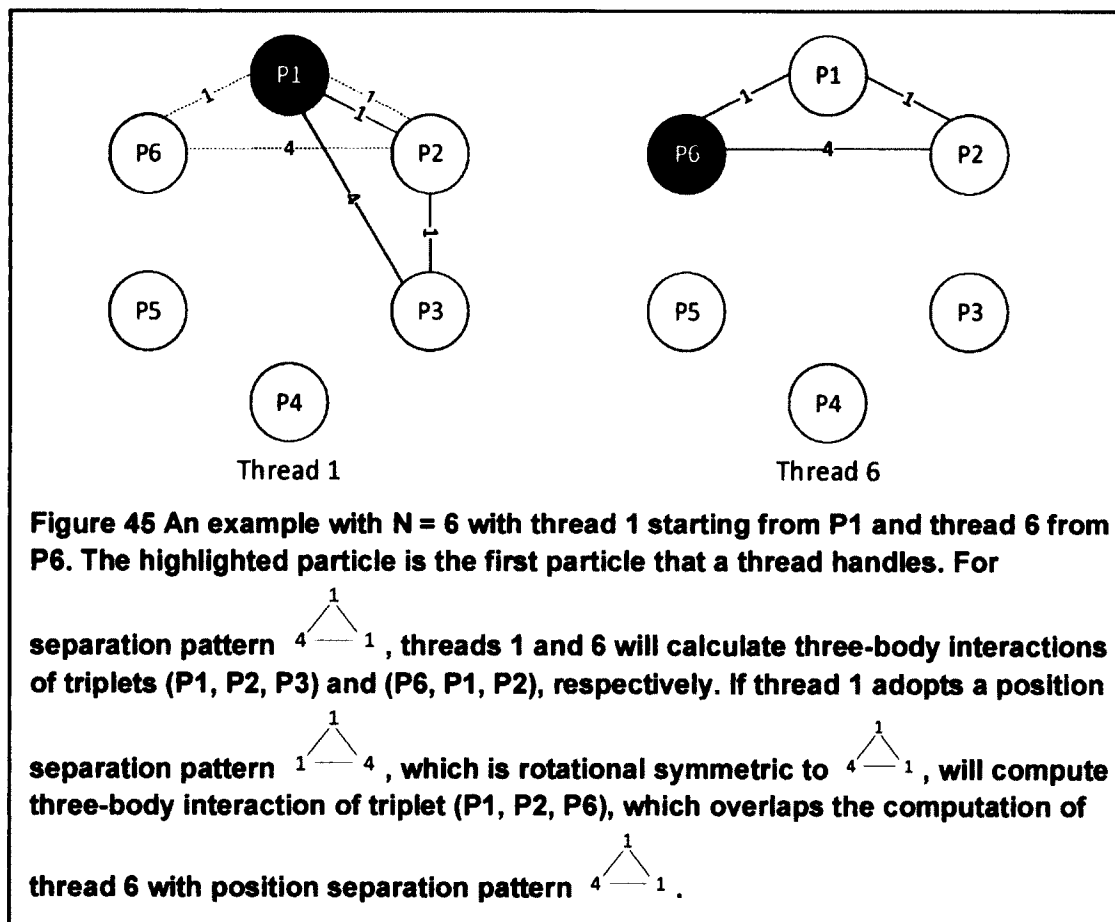 P1 P1
1 1 1 1 1
P6 4 P2 P6 4 P2
4 1
P5 P3 P5 P3
P4 P4
Thread 1 Thread 6
Figure 45 An example with N = 6 with thread 1 starting from P1 and thread 6 from
P6. The highlighted particle is the first particle that a thread handles. For
1
separation pattern 4 1 , threads 1 and 6 will calculate three-body interactions
of triplets (P1, P2, P3) and (P6, P1, P2), respectively. If thread 1 adopts a position
1 1
separation pattern 1 4 , which is rotational symmetric to 4 1 , will compute
three-body interaction of triplet (P1, P2, P6), which overlaps the computation of
1
thread 6 with position separation pattern 4 1 .